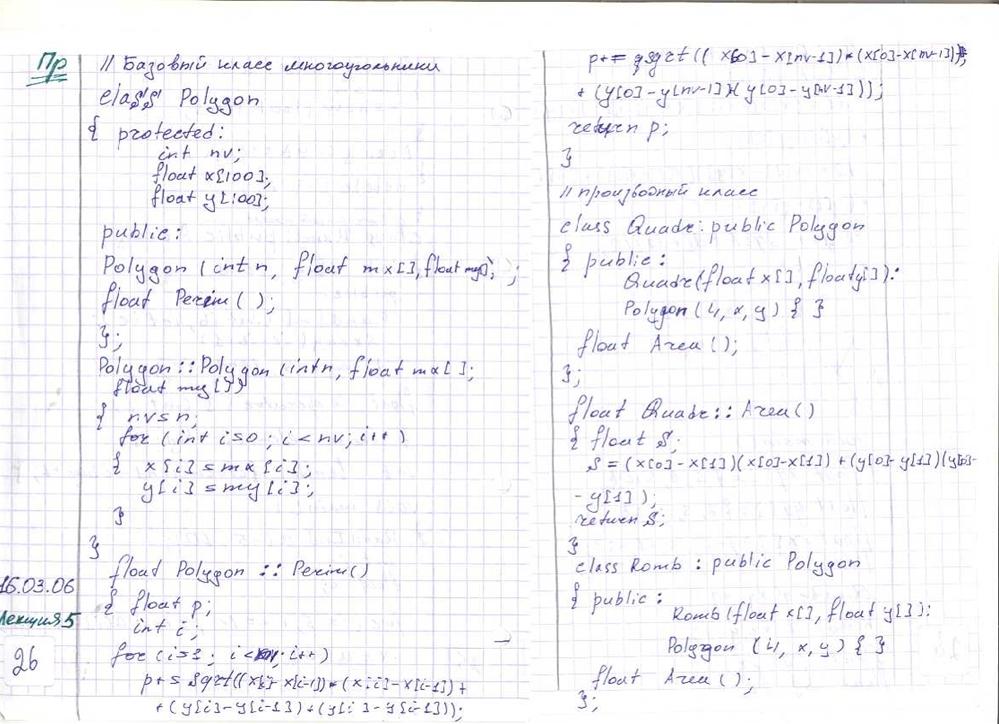 Пр
// Базовый класс многоугольники
class Polygon
{ protected:
int nv;
float x[100];
float y[100];
public:
Polygon (int n, float mx[], float my[]);
float Perim ( );
};
Polygon :: Polygon (int n, float mx[];
float my[])
{ nv=n;
for (int i=0; i<nv; i++)
{ x[i]=mx[i];
y[i]=my[i];
}
}
float Polygon :: Perim()
16.03.06
{ float p;
Лекция 5
int i;
26
for (i=1; i<nv; i++)
p+= sqrt((x[i]-x[i-1])*(x[i]-x[i-1])+
+(y[i]-y[i-1])+(y[i]-y[i-1]));
p+= sqrt(( x[0]-x[nv-1])*(x[0]-x[nv-1])
+ (y[0]-y[nv-1])(y[0]-y[nv-1]));
return p;
}
// производный класс
class Quadr: public Polygon
{ public:
Quadr(float x[], float y[]):
Polygon (4, x, y) { }
float Area ();
};
float Quadr:: Area()
{ float S;
S = (x[0]-x[1])(x[0]-x[1])+(y[0]-y[1])(y[0]-
-y[1]);
return S;
}
class Romb : public Polygon
{ public:
Romb(float x[], float y[]):
Polygon (4, x, y) { }
float Area ();
};